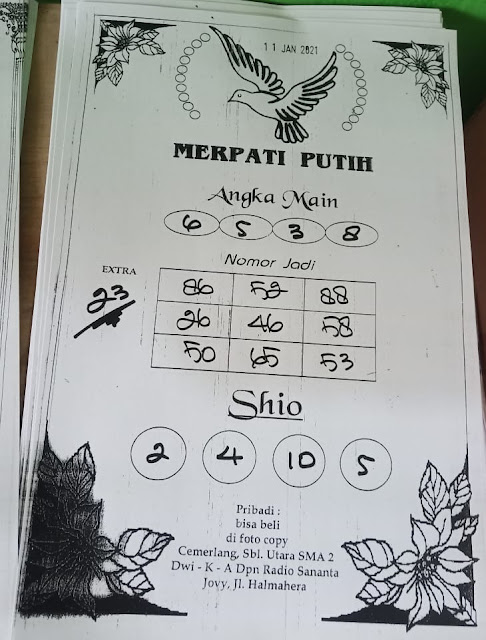 11 JAN 2021
MERPATI PUTIH
Angka Main
6 5 3 8
Nomor Jadi
EXTRA
23
86 52 88
26 46 58
50 65 53
Shio
2 4 10 5
Pribadi :
bisa beli
di foto copy
Cemerlang, Sbl. Utara SMA 2
Dwi - K - A Dpn Radio Sananta
Jovy, Jl. Halmahera